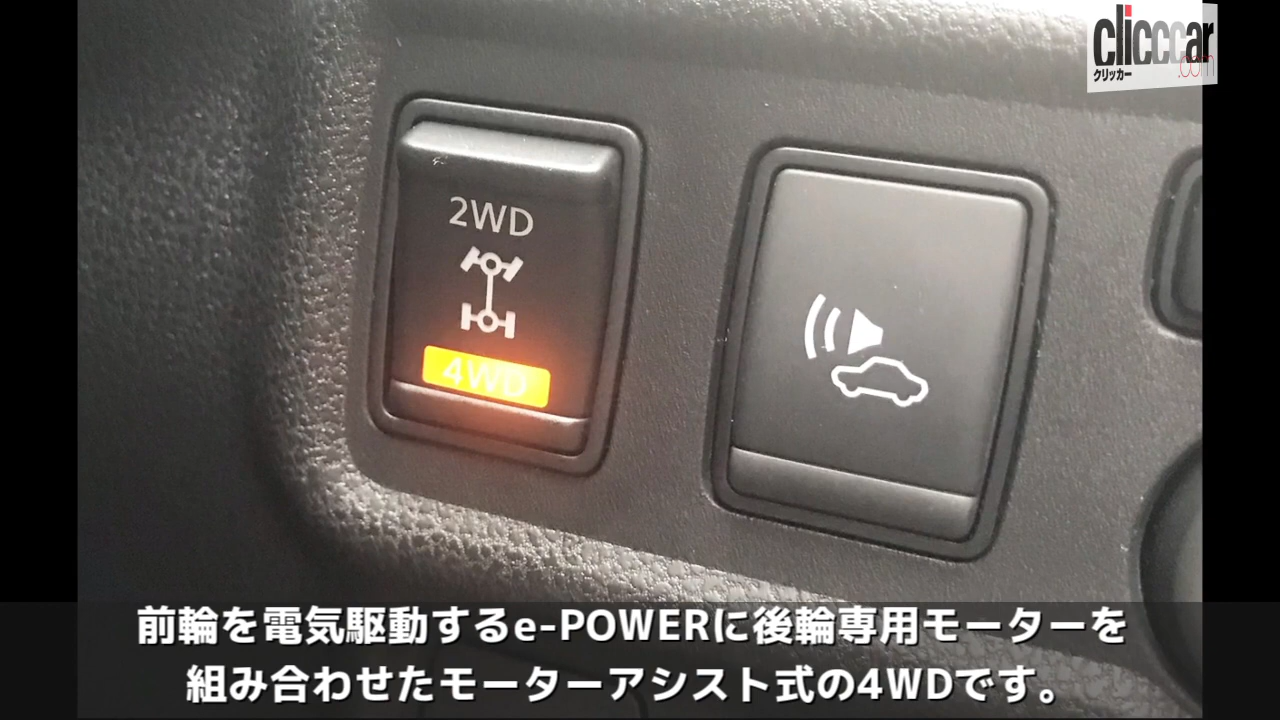 clicccar
.com
クリッカー
2WD
4WD
前輪を電気駆動するe-POWERに後輪専用モーターを
組み合わせたモーターアシスト式の4WDです。